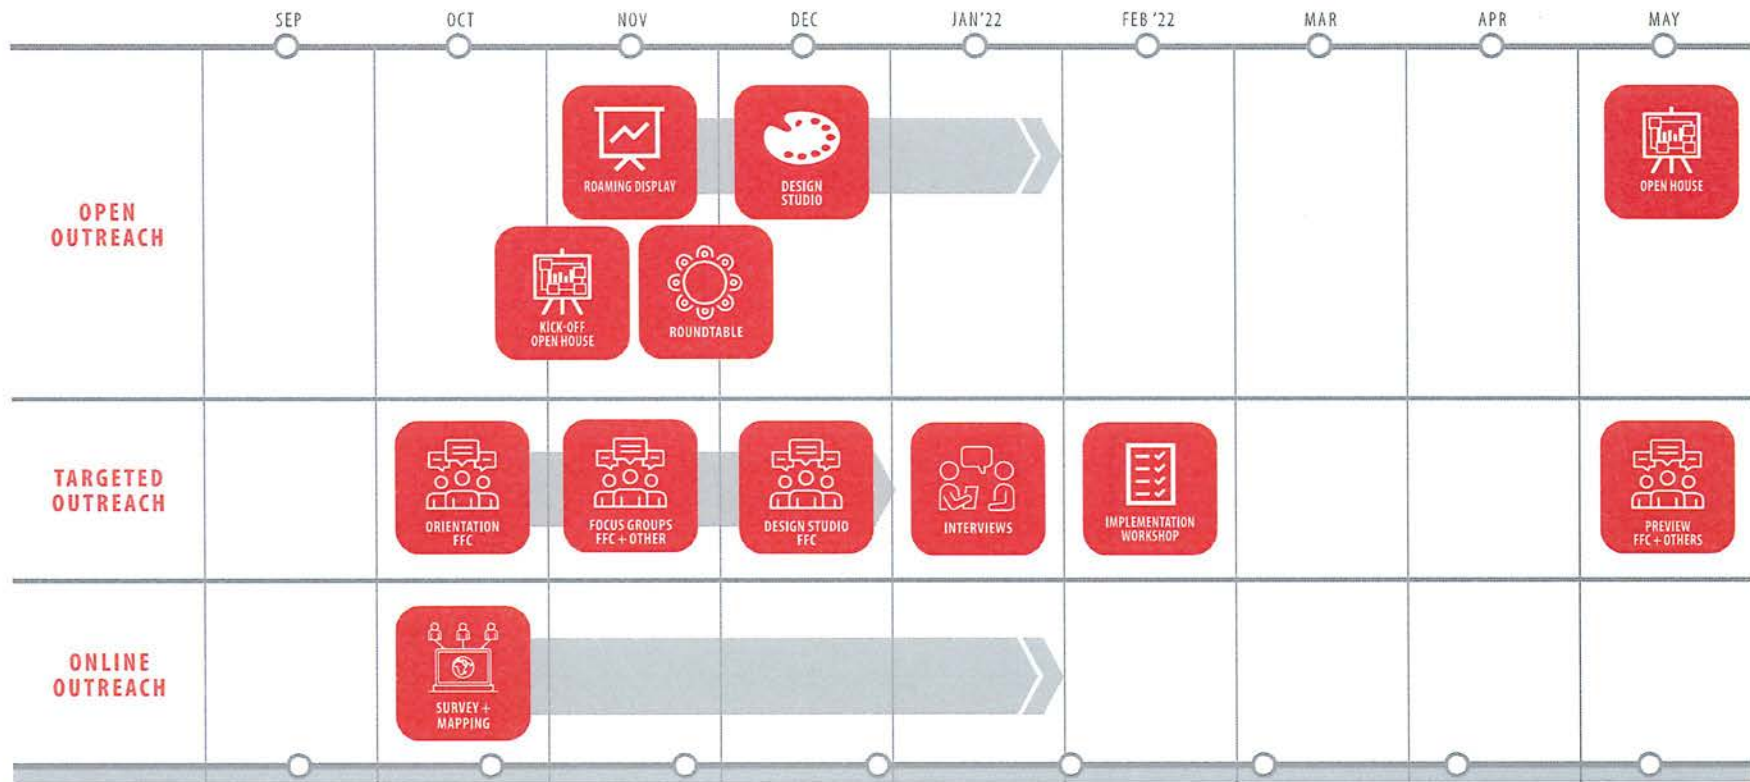 SEP OCT NOV DEC JAN'22 FEB '22 MAR APR MAY
OPEN
OUTREACH
ROAMING DISPLAY
DESIGN
STUDIO
OPEN HOUSE
KICK-OFF
OPEN HOUSE
ROUNDTABLE
TARGETED
OUTREACH
ORIENTATION
FFC
FOCUS GROUPS
FFC + OTHER
DESIGN STUDIO
FFC
INTERVIEWS
IMPLEMENTATION
WORKSHOP
PREVIEW
FFC + OTHERS
ONLINE
OUTREACH
SURVEY +
MAPPING